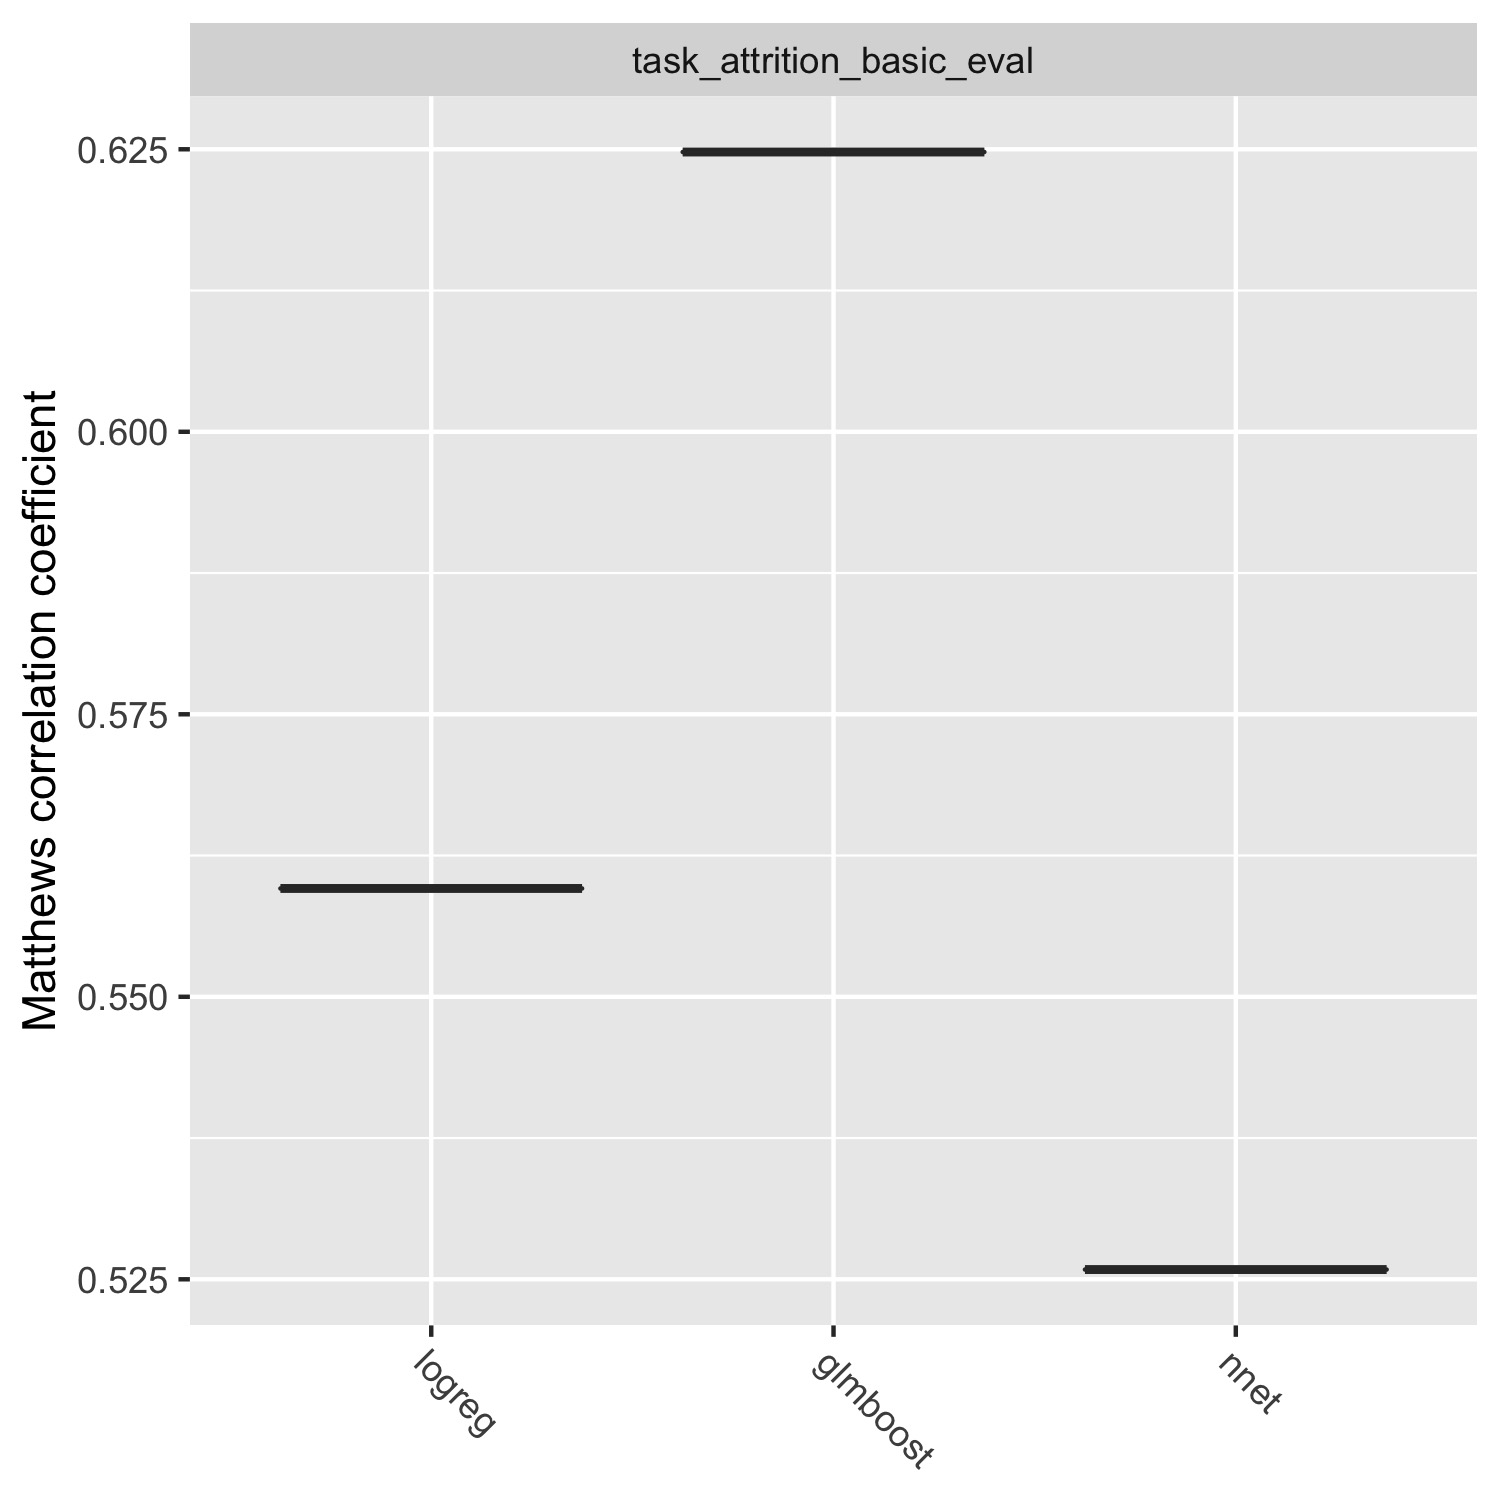 task_attrition_basic_eval
Matthews correlation coefficient
0.625
0.600
0.575
0.550
0.525
logreg
glmboost
nnet